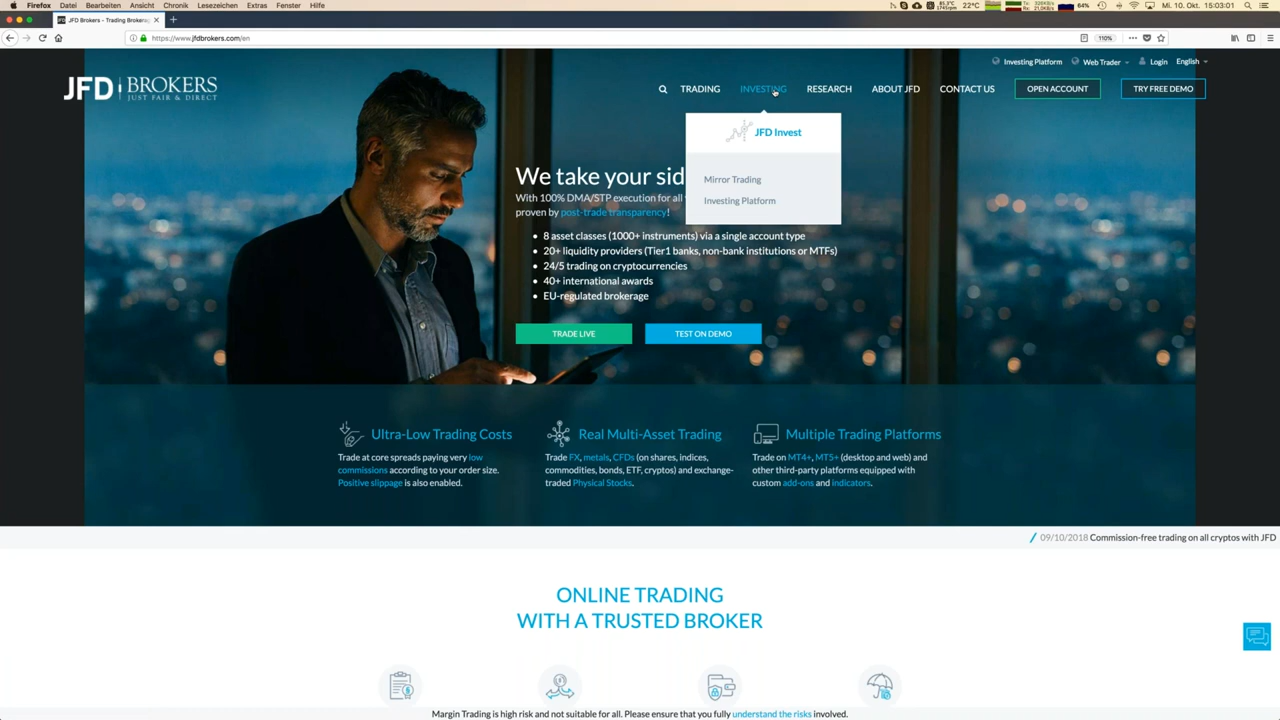 Firefox Datei Bearbeiten Ansicht Chronik Lesezeichen Extras Fenster Hilfe
22°C
64%
Mi. 10. Okt. 15:03:01
JFD Brokers - Trading Brokerag
https://www.jfdbrokers.com/en
110%
Investing Platform Web Trader Login English
JFD BROKERS
JUST FAIR & DIRECT
TRADING INVESTING RESEARCH ABOUT JFD CONTACT US OPEN ACCOUNT TRY FREE DEMO
JFD Invest
Mirror Trading
Investing Platform
We take your sid
With 100% DMA/STP execution for all
proven by post-trade transparency!
• 8 asset classes (1000+ instruments) via a single account type
• 20+ liquidity providers (Tier1 banks, non-bank institutions or MTFs)
• 24/5 trading on cryptocurrencies
• 40+ international awards
• EU-regulated brokerage
TRADE LIVE TEST ON DEMO
Ultra-Low Trading Costs
Trade at core spreads paying very low
commissions according to your order size.
Positive slippage is also enabled.
Real Multi-Asset Trading
Trade FX, metals, CFDs (on shares, indices,
commodities, bonds, ETF, cryptos) and exchange-
traded Physical Stocks.
Multiple Trading Platforms
Trade on MT4+, MT5+ (desktop and web) and
other third-party platforms equipped with
custom add-ons and indicators.
09/10/2018 Commission-free trading on all cryptos with JFD
ONLINE TRADING
WITH A TRUSTED BROKER
Margin Trading is high risk and not suitable for all. Please ensure that you fully understand the risks involved.